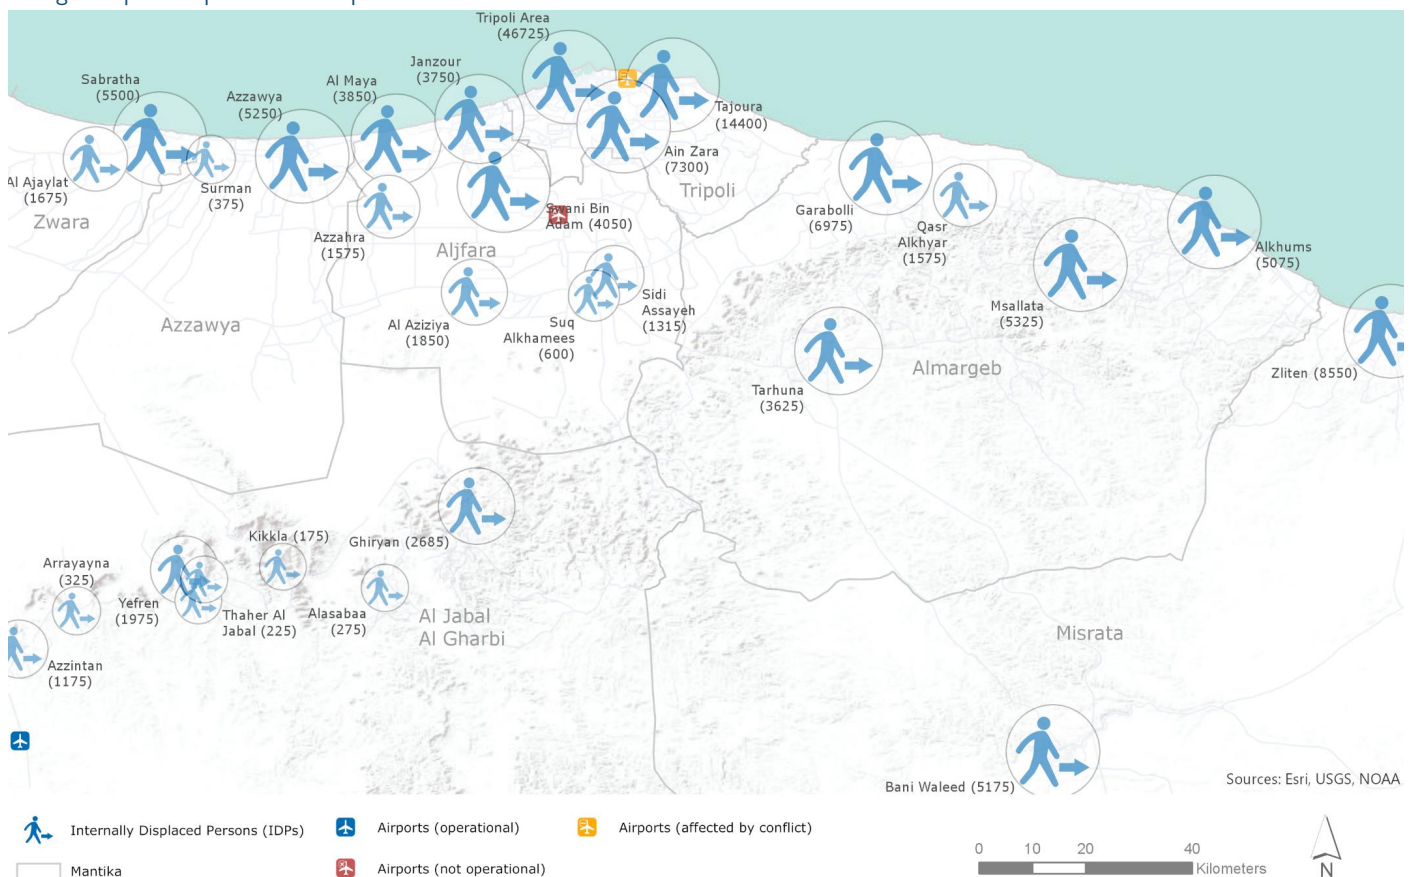 Tripoli Area
(46725)
Janzour
(3750)
Al Maya
(3850)
Sabratha
(5500)
Azzawya
(5250)
Tajoura
(14400)
Ain Zara
(7300)
Tripoli
Al Ajaylat
(1675)
Zwara
Surman
(375)
Azzahra
(1575)
Swani Bin
Adam (4050)
Garabolli
(6975)
Qasr
Alkhyar
(1575)
Alkhums
(5075)
Aljfara
Msallata
(5325)
Azzawya
Al Aziziya
(1850)
Suq
Alkhamees
(600)
Sidi
Assayeh
(1315)
Tarhuna
(3625)
Almargeb
Zliten (8550)
Kikkla (175)
Ghiryan (2685)
Arrayayna
(325)
Yefren
(1975)
Thaher Al
Jabal (225)
Alasabaa
(275)
Al Jabal
Al Gharbi
Misrata
Azzintan
(1175)
Bani Waleed (5175)
Sources: Esri, USGS, NOAA
Internally Displaced Persons (IDPs)
Airports (operational)
Airports (affected by conflict)
Mantika
Airports (not operational)
0 10 20 40
Kilometers
N